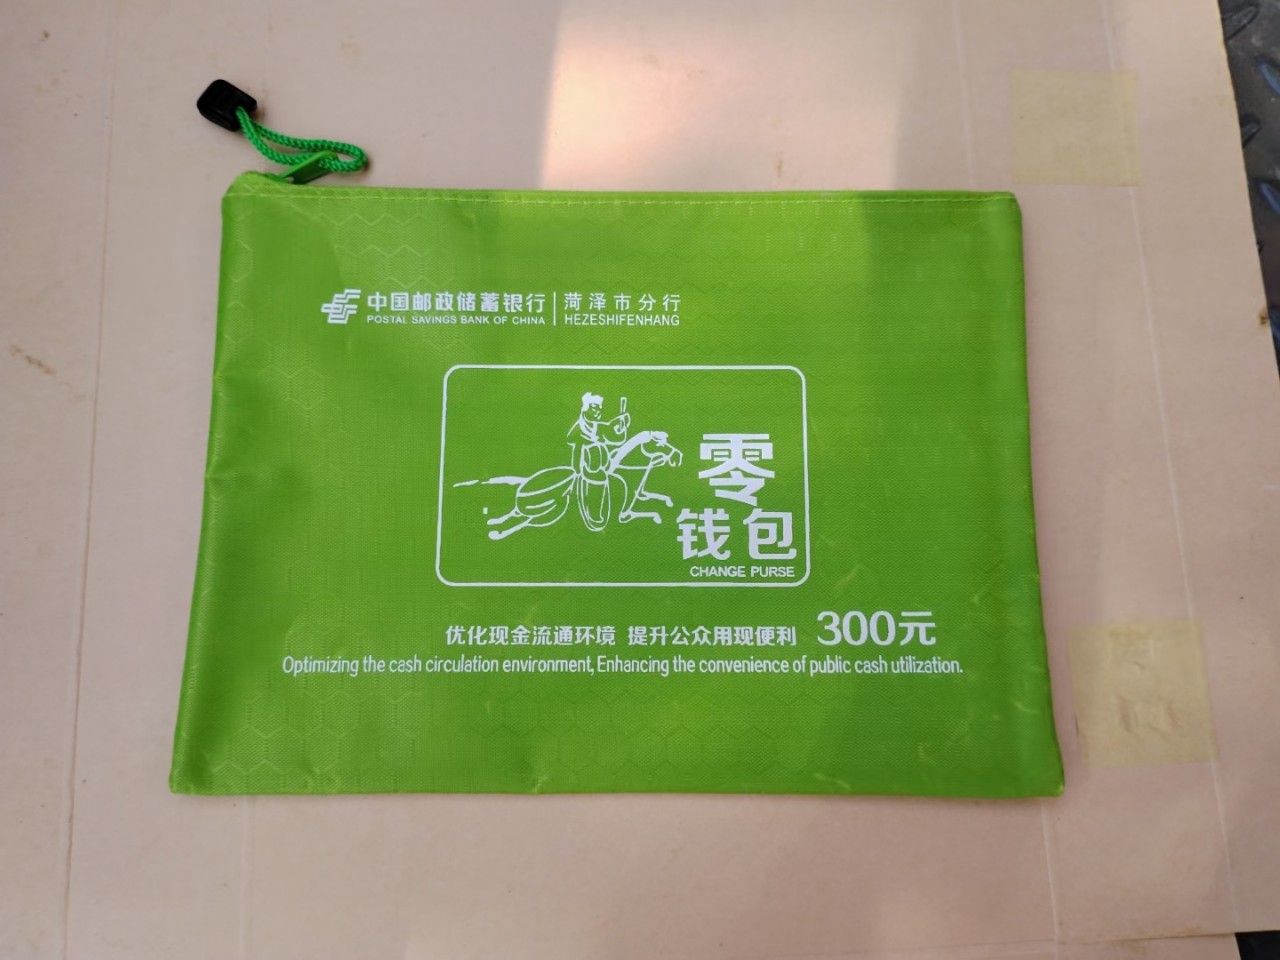 中国邮政储蓄银行 | 菏泽市分行
POSTAL SAVINGS BANK OF CHINA | HEZESHIFENHANG
零
钱包
CHANGE PURSE
优化现金流通环境 提升公众用现便利 300元
Optimizing the cash circulation environment, Enhancing the convenience of public cash utilization.